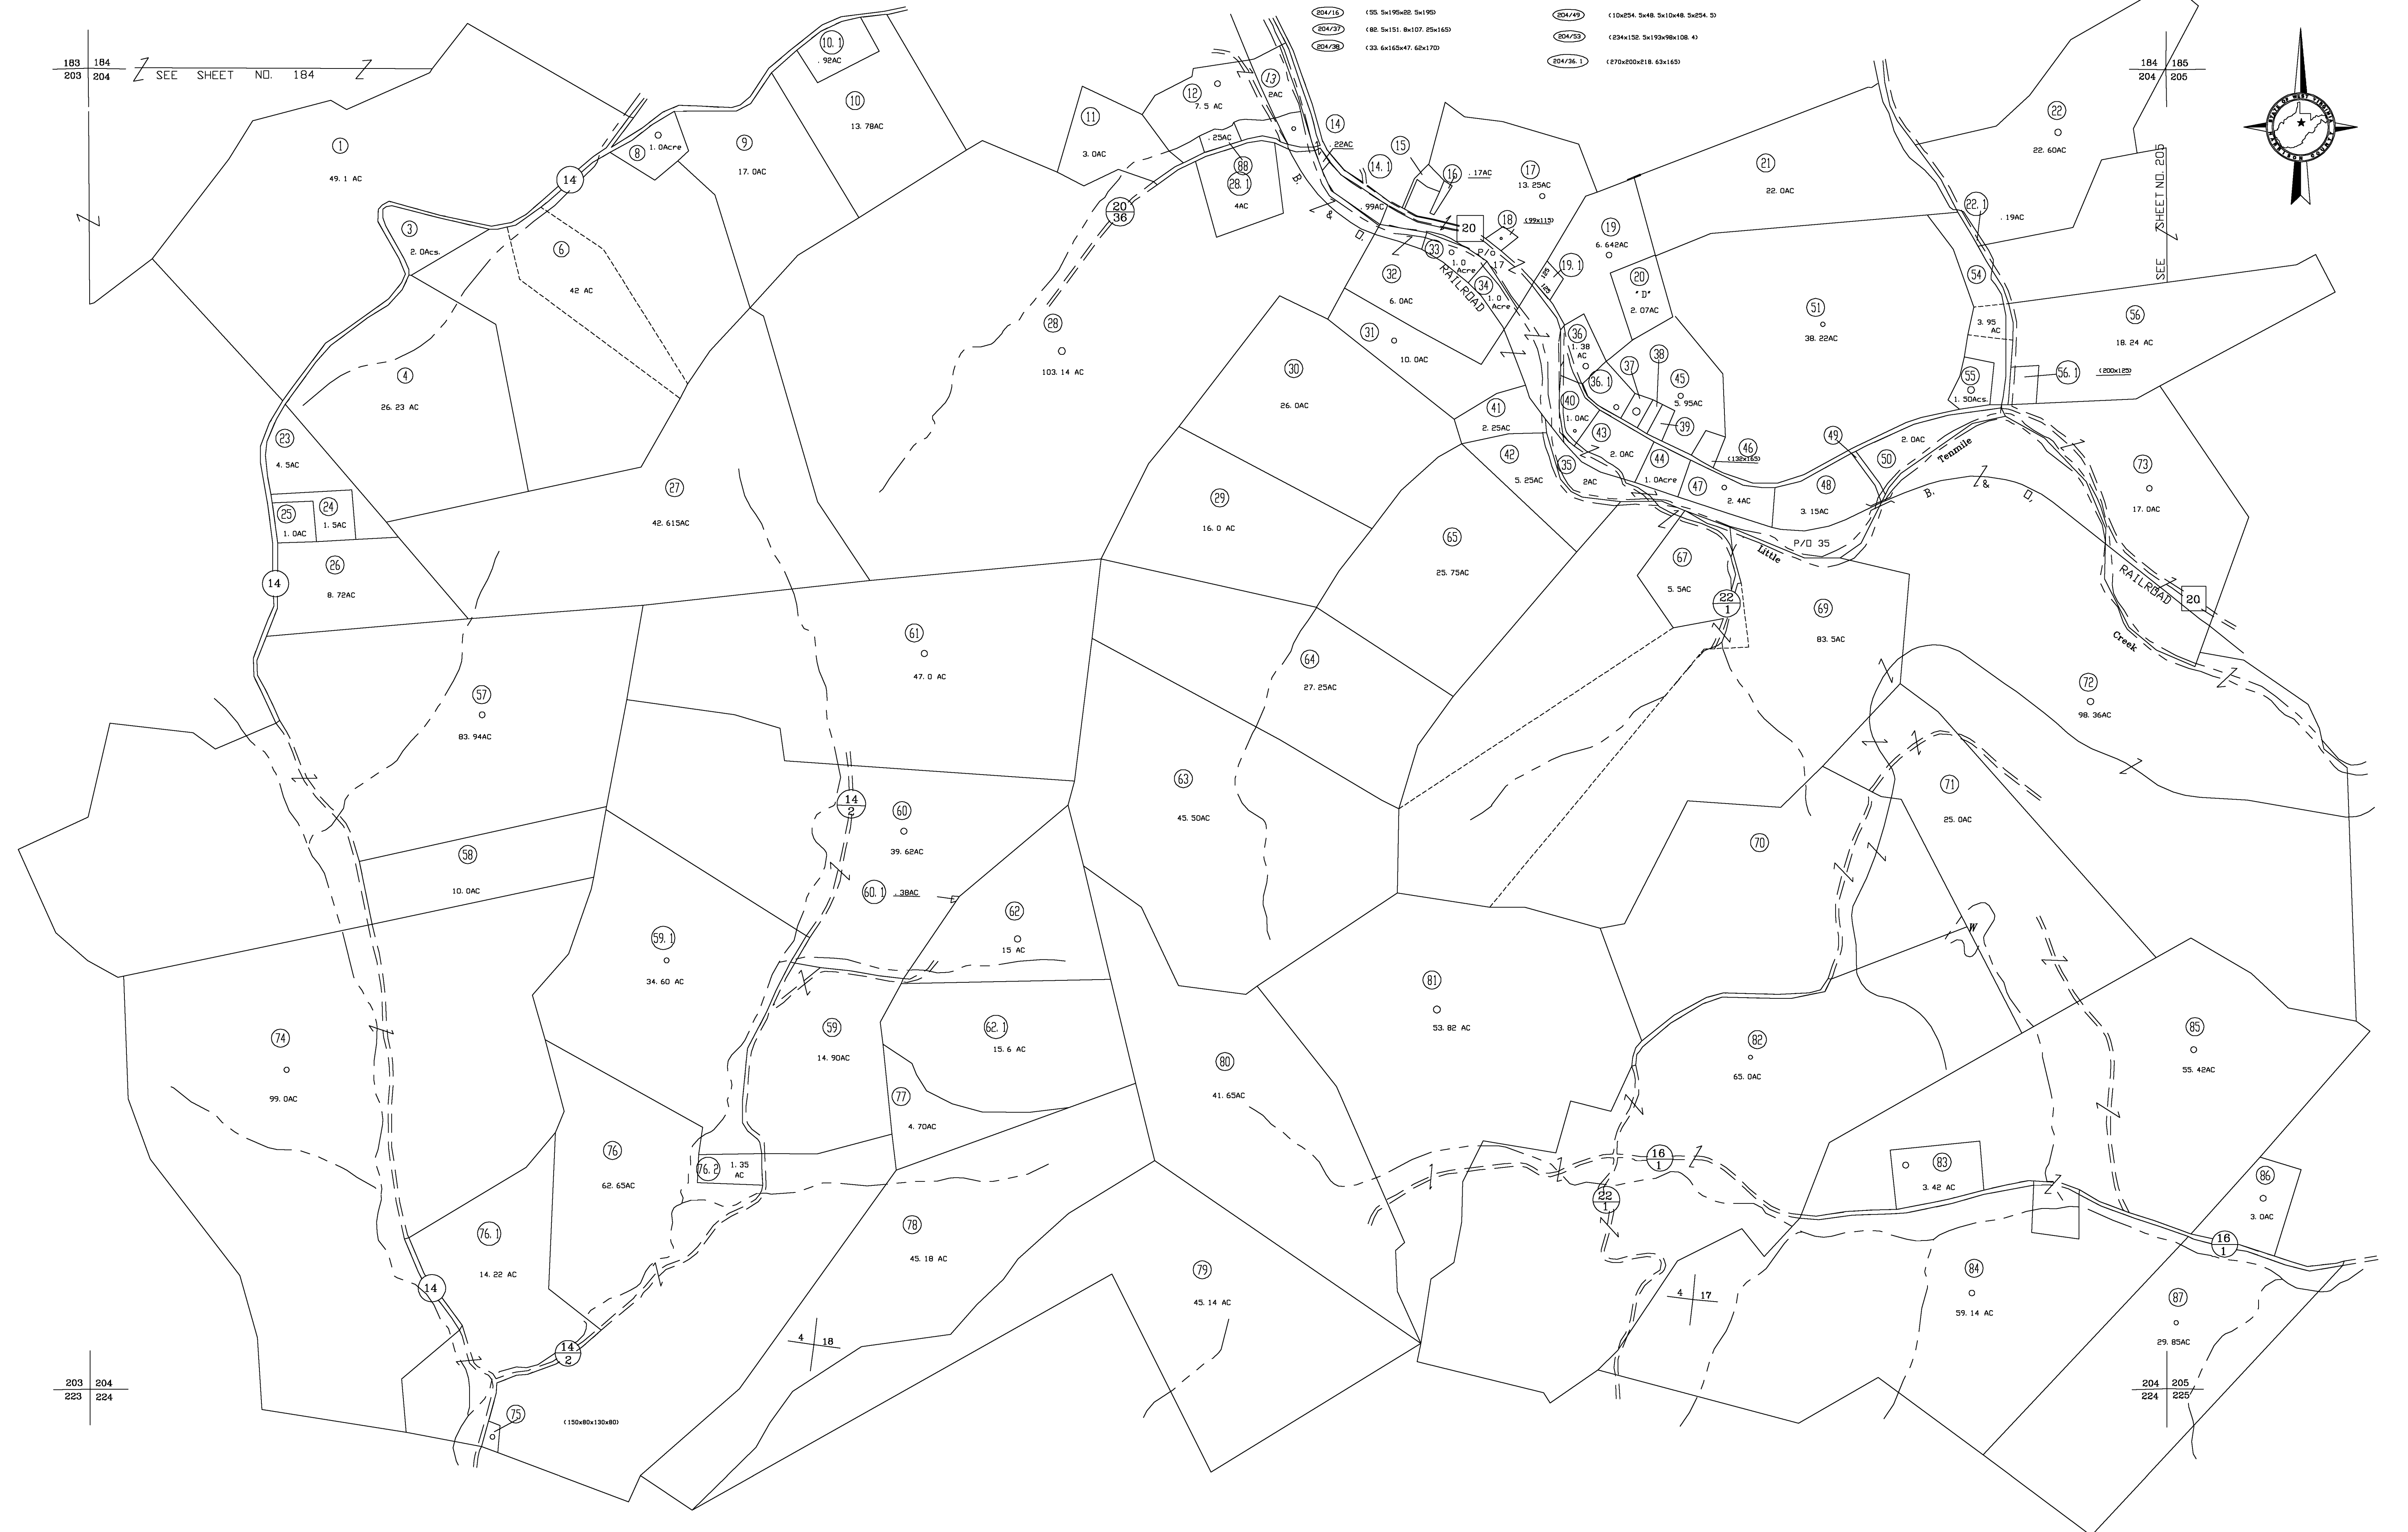 204/16 (55.5x195x22.5x195)
204/37 (82.5x151.8x107.25x165)
204/38 (33.6x165x47.62x170)
204/49 (10x254.5x48.5x10x48.5x254.5)
204/53 (234x152.5x193x98x108.4)
204/36.1 (270x200x218.63x165)
183 184
203 204
SEE SHEET NO. 184
184 185
204 205
SEE SHEET NO. 205
STATE OF WEST VIRGINIA
1
49.1 AC
3
2.0Acs.
14
8
1.0Acre
6
42 AC
4
26.23 AC
9
17.0AC
10
13.78AC
10.1
.92AC
11
3.0AC
12
7.5 AC
13
2AC
14
.22AC
14.1
.99AC
.25AC
88
28.1
4AC
20
36
15
16
.17AC
17
13.25AC
18
(99x115)
20
P/O
17
19
6.642AC
19.1
125
125
20
"D"
2.07AC
21
22.0AC
22
22.60AC
22.1
.19AC
B. & O. RAILROAD
23
4.5AC
24
1.5AC
25
1.0AC
14
26
8.72AC
27
42.615AC
28
103.14 AC
29
16.0 AC
30
26.0AC
31
10.0AC
32
6.0AC
33
1.0
Acre
34
1.0
Acre
35
2AC
36
1.38
AC
36.1
37
38
39
40
1.0AC
41
2.25AC
42
5.25AC
43
2.0AC
44
1.0Acre
45
5.95AC
46
(132x165)
47
2.4AC
48
3.15AC
49
50
2.0AC
51
38.22AC
54
3.95
AC
55
1.50Acs.
56
18.24 AC
56.1
(200x125)
Tenmile
B. & O. RAILROAD
P/O 35
Little
Creek
20
73
17.0AC
57
83.94AC
58
10.0AC
61
47.0 AC
14
2
60
39.62AC
60.1
.38AC
59.1
34.60 AC
59
14.90AC
62
15 AC
62.1
15.6 AC
63
45.50AC
64
27.25AC
65
25.75AC
67
5.5AC
22
1
69
83.5AC
70
71
25.0AC
72
98.36AC
W
74
99.0AC
76
62.65AC
76.1
14.22 AC
76.2
1.35
AC
77
4.70AC
78
45.18 AC
79
45.14 AC
80
41.65AC
81
53.82 AC
82
65.0AC
83
3.42 AC
84
59.14 AC
85
55.42AC
86
3.0AC
87
29.85AC
16
1
22
1
16
1
14
14
2
75
(150x80x130x80)
4 18
4 17
203 204
223 224
204 205
224 225